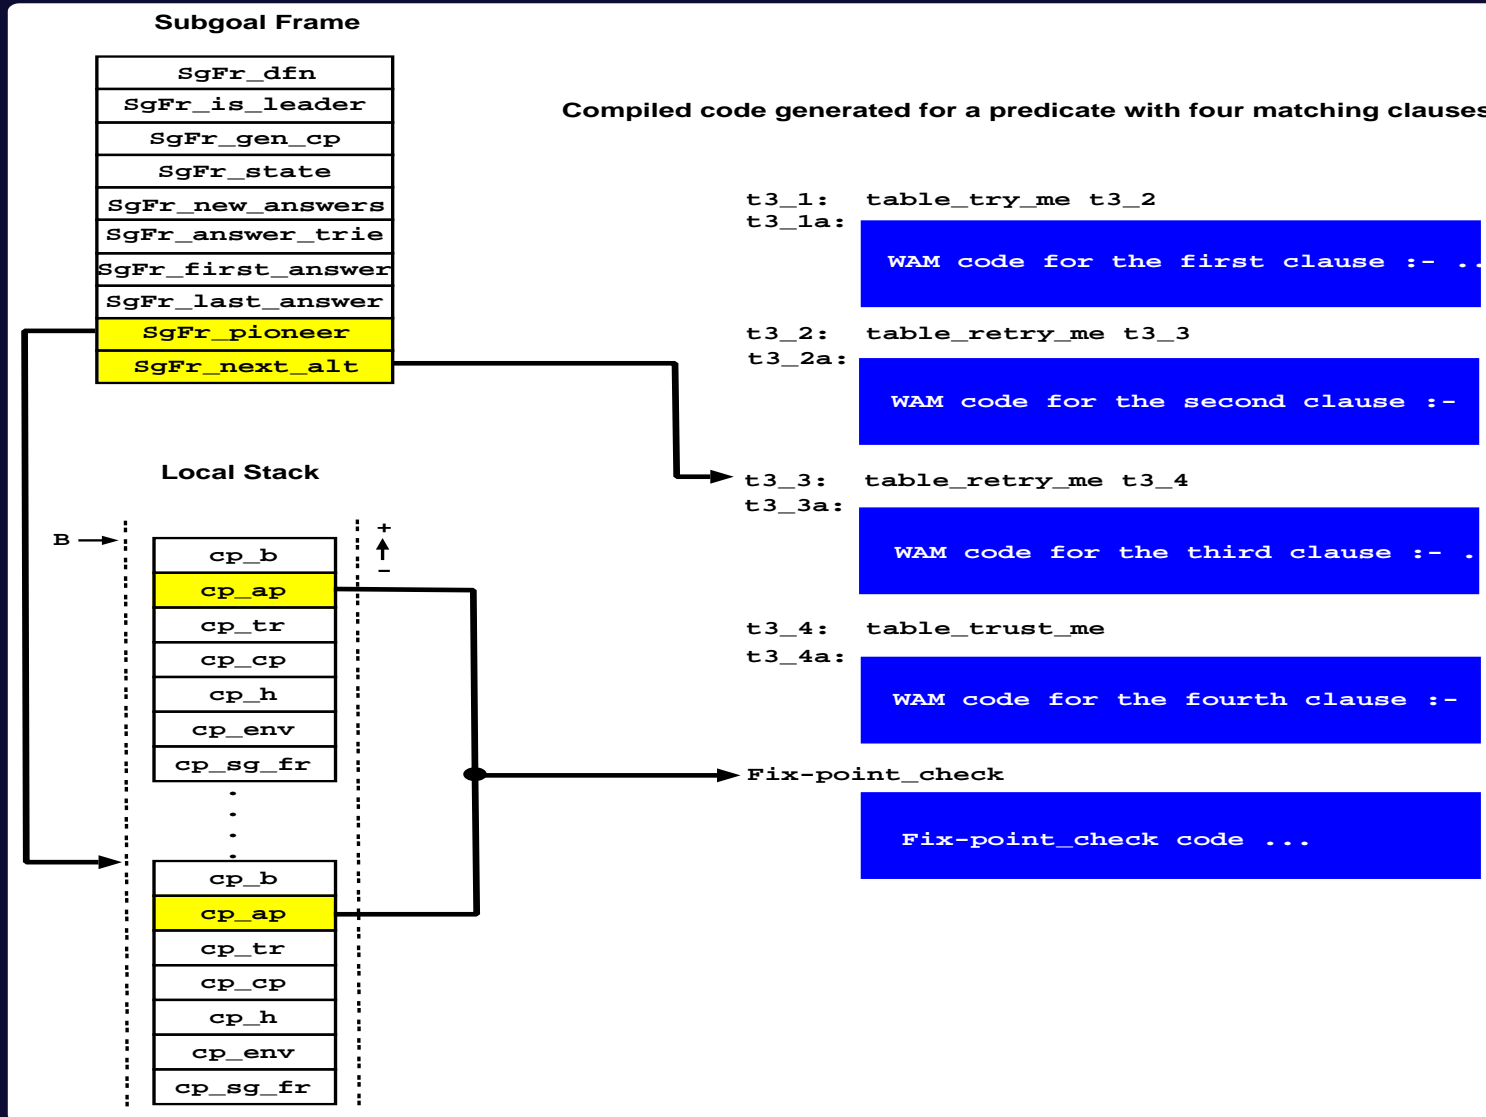 Subgoal Frame
SgFr_dfn
SgFr_is_leader
SgFr_gen_cp
SgFr_state
SgFr_new_answers
SgFr_answer_trie
SgFr_first_answer
SgFr_last_answer
SgFr_pioneer
SgFr_next_alt
Local Stack
B
+
–
cp_b
cp_ap
cp_tr
cp_cp
cp_h
cp_env
cp_sg_fr
.
.
.
.
cp_b
cp_ap
cp_tr
cp_cp
cp_h
cp_env
cp_sg_fr
Compiled code generated for a predicate with four matching clauses
t3_1: table_try_me t3_2
t3_1a:
WAM code for the first clause :- ..
t3_2: table_retry_me t3_3
t3_2a:
WAM code for the second clause :-
t3_3: table_retry_me t3_4
t3_3a:
WAM code for the third clause :- .
t3_4: table_trust_me
t3_4a:
WAM code for the fourth clause :-
Fix-point_check
Fix-point_check code ...